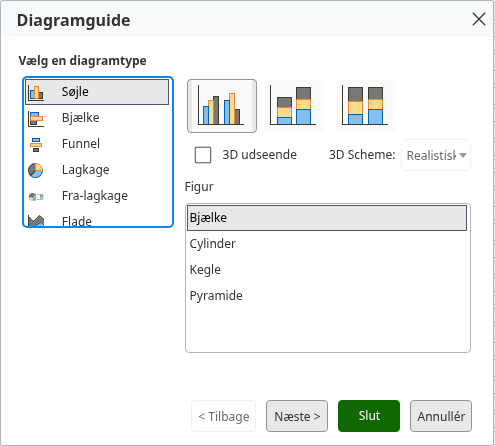 Diagramguide
Vælg en diagramtype
Søjle
Bjælke
Funnel
Lagkage
Fra-lagkage
Flade
3D udseende
3D Scheme:
Realistisk
Figur
Bjælke
Cylinder
Kegle
Pyramide
< Tilbage
Næste >
Slut
Annullér